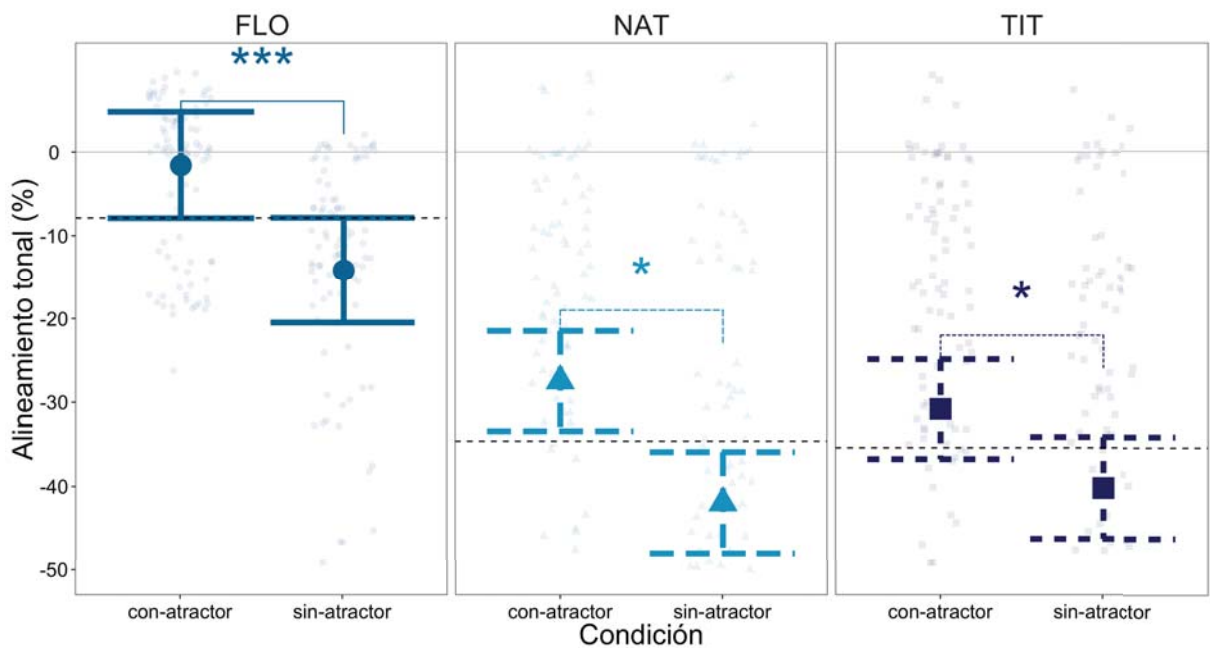 FLO NAT TIT
***
*
*
Alineamiento tonal (%)
0
-10
-20
-30
-40
-50
con-atractor sin-atractor con-atractor sin-atractor con-atractor sin-atractor
Condición